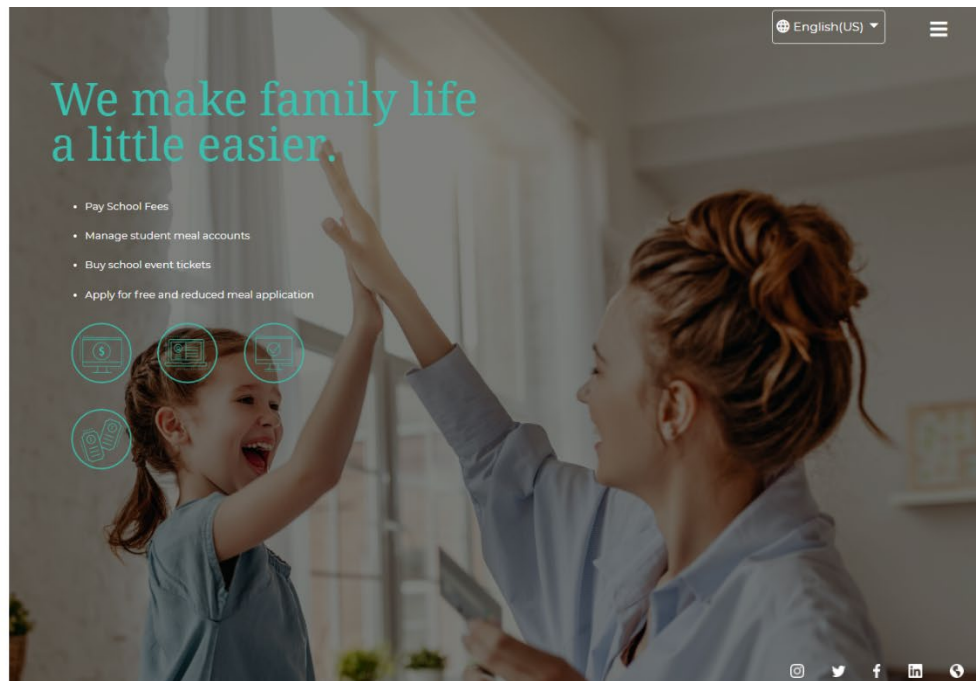 English(US)
We make family life
a little easier.
• Pay School Fees
• Manage student meal accounts
• Buy school event tickets
• Apply for free and reduced meal application
$